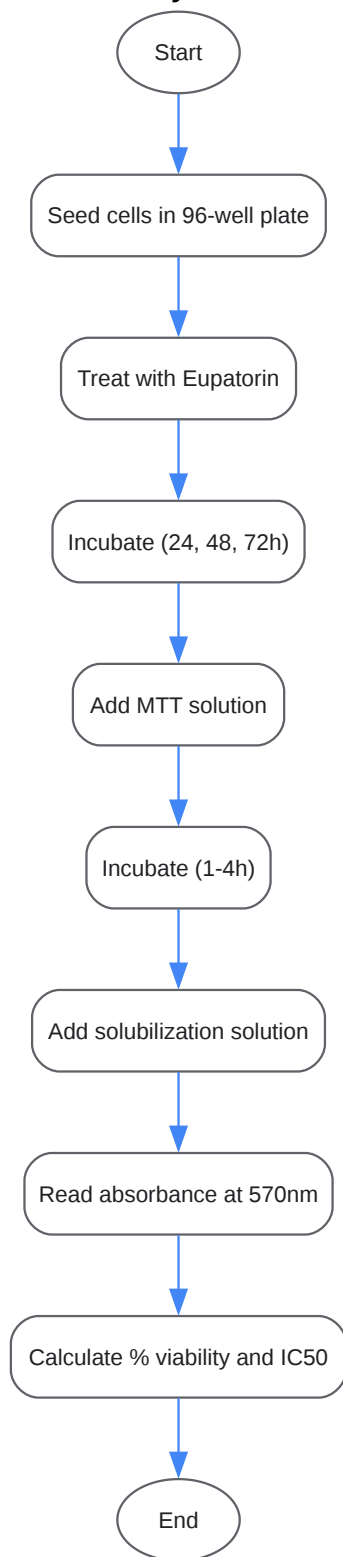 Start
Seed cells in 96-well plate
Treat with Eupatorin
Incubate (24, 48, 72h)
Add MTT solution
Incubate (1-4h)
Add solubilization solution
Read absorbance at 570nm
Calculate % viability and IC50
End